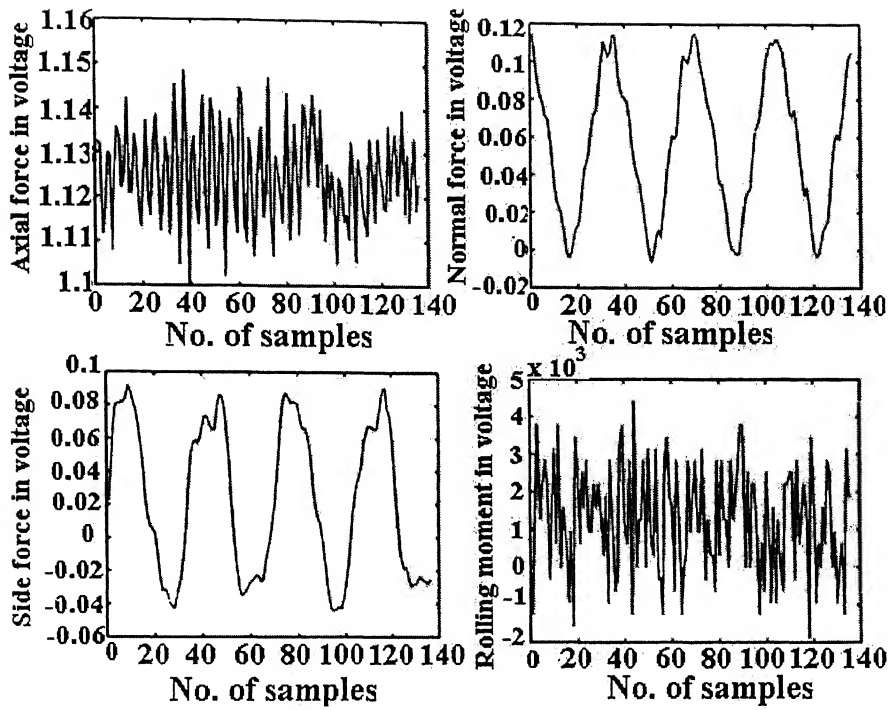 Axial force in voltage
1.16
1.15
1.14
1.13
1.12
1.11
1.1
0 20 40 60 80 100 120 140
No. of samples
Normal force in voltage
0.12
0.1
0.08
0.06
0.04
0.02
0
-0.02
0 20 40 60 80 100 120 140
No. of samples
Side force in voltage
0.1
0.08
0.06
0.04
0.02
0
-0.02
-0.04
-0.06
0 20 40 60 80 100 120 140
No. of samples
Rolling moment in voltage
x 10³
5
4
3
2
1
0
-1
-2
0 20 40 60 80 100 120 140
No. of samples